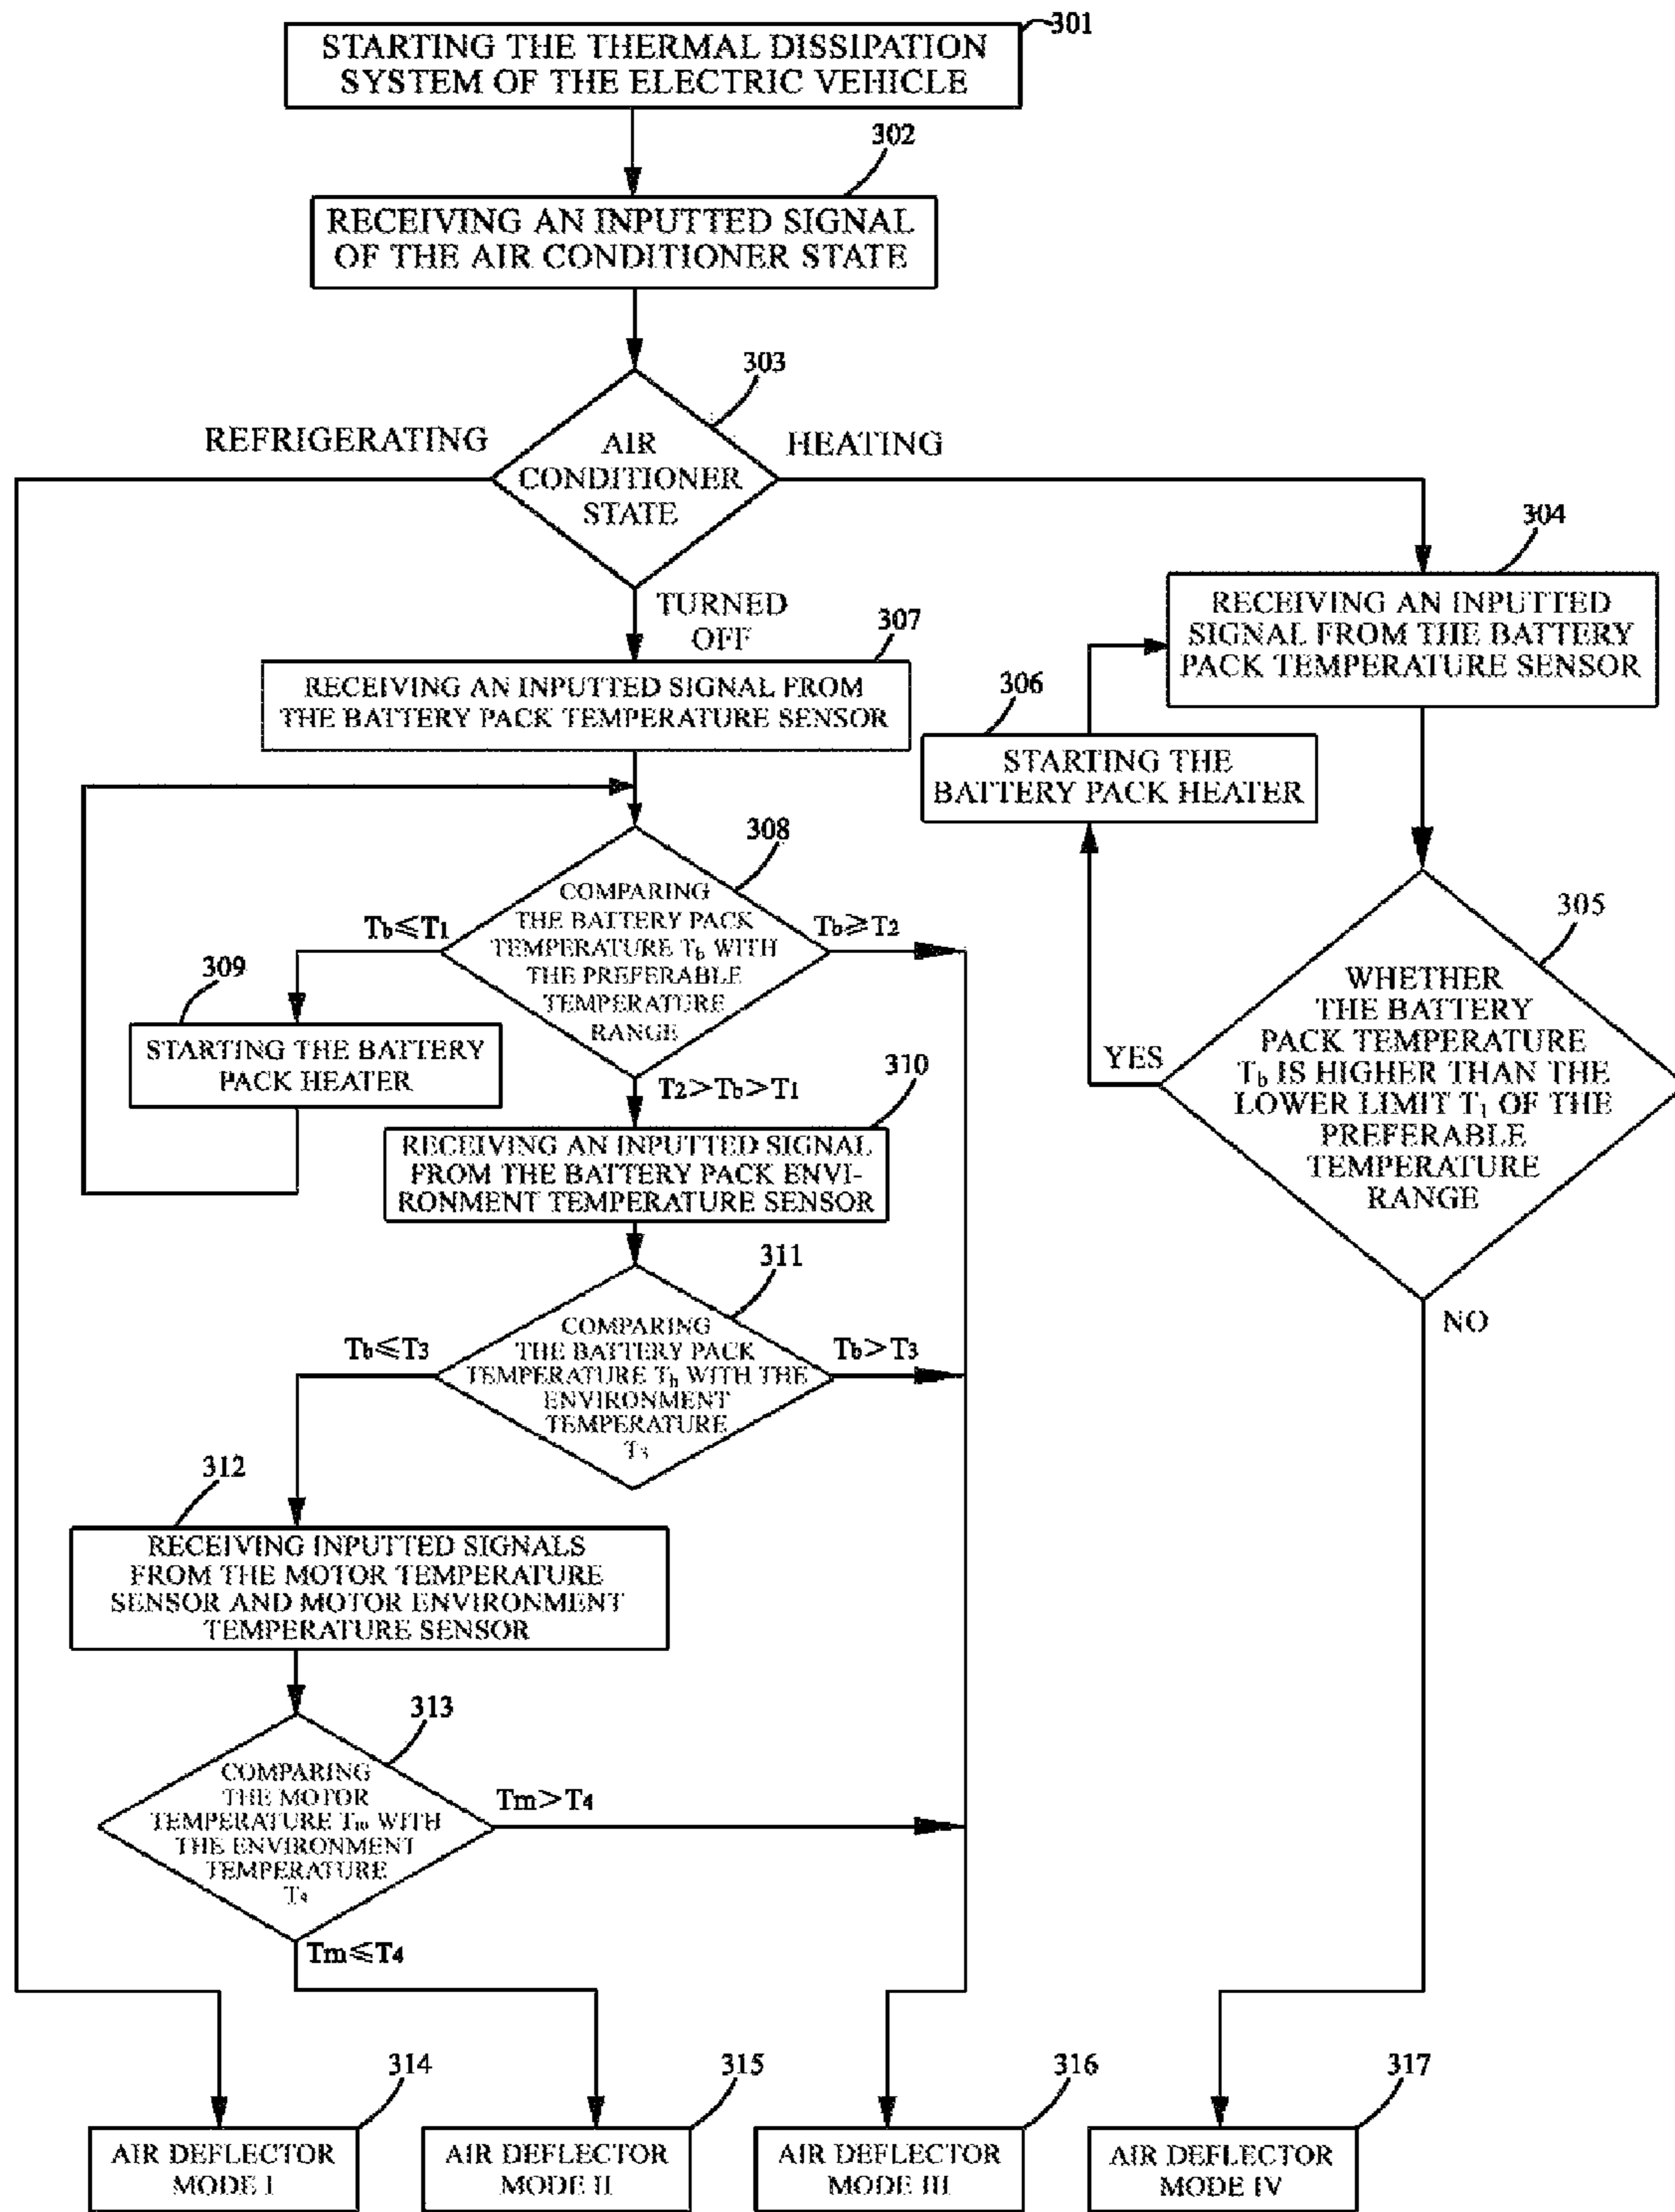 301
STARTING THE THERMAL DISSIPATION
SYSTEM OF THE ELECTRIC VEHICLE
302
RECEIVING AN INPUTTED SIGNAL
OF THE AIR CONDITIONER STATE
303
REFRIGERATING
AIR
CONDITIONER
STATE
HEATING
304
RECEIVING AN INPUTTED
SIGNAL FROM THE BATTERY
PACK TEMPERATURE SENSOR
TURNED
OFF
307
RECEIVING AN INPUTTED SIGNAL FROM
THE BATTERY PACK TEMPERATURE SENSOR
306
STARTING THE
BATTERY PACK HEATER
308
COMPARING
THE BATTERY PACK
TEMPERATURE Tb WITH
THE PREFERABLE
TEMPERATURE
RANGE
Tb≤T1
Tb≥T2
305
WHETHER
THE BATTERY
PACK TEMPERATURE
Tb IS HIGHER THAN THE
LOWER LIMIT T1 OF THE
PREFERABLE
TEMPERATURE
RANGE
YES
NO
309
STARTING THE BATTERY
PACK HEATER
T2>Tb>T1
310
RECEIVING AN INPUTTED SIGNAL
FROM THE BATTERY PACK ENVI-
RONMENT TEMPERATURE SENSOR
311
COMPARING
THE BATTERY PACK
TEMPERATURE Tb WITH THE
ENVIRONMENT
TEMPERATURE
T3
Tb≤T3
Tb>T3
312
RECEIVING INPUTTED SIGNALS
FROM THE MOTOR TEMPERATURE
SENSOR AND MOTOR ENVIRONMENT
TEMPERATURE SENSOR
313
COMPARING
THE MOTOR
TEMPERATURE Tm WITH
THE ENVIRONMENT
TEMPERATURE
T4
Tm>T4
Tm≤T4
314
AIR DEFLECTOR
MODE I
315
AIR DEFLECTOR
MODE II
316
AIR DEFLECTOR
MODE III
317
AIR DEFLECTOR
MODE IV